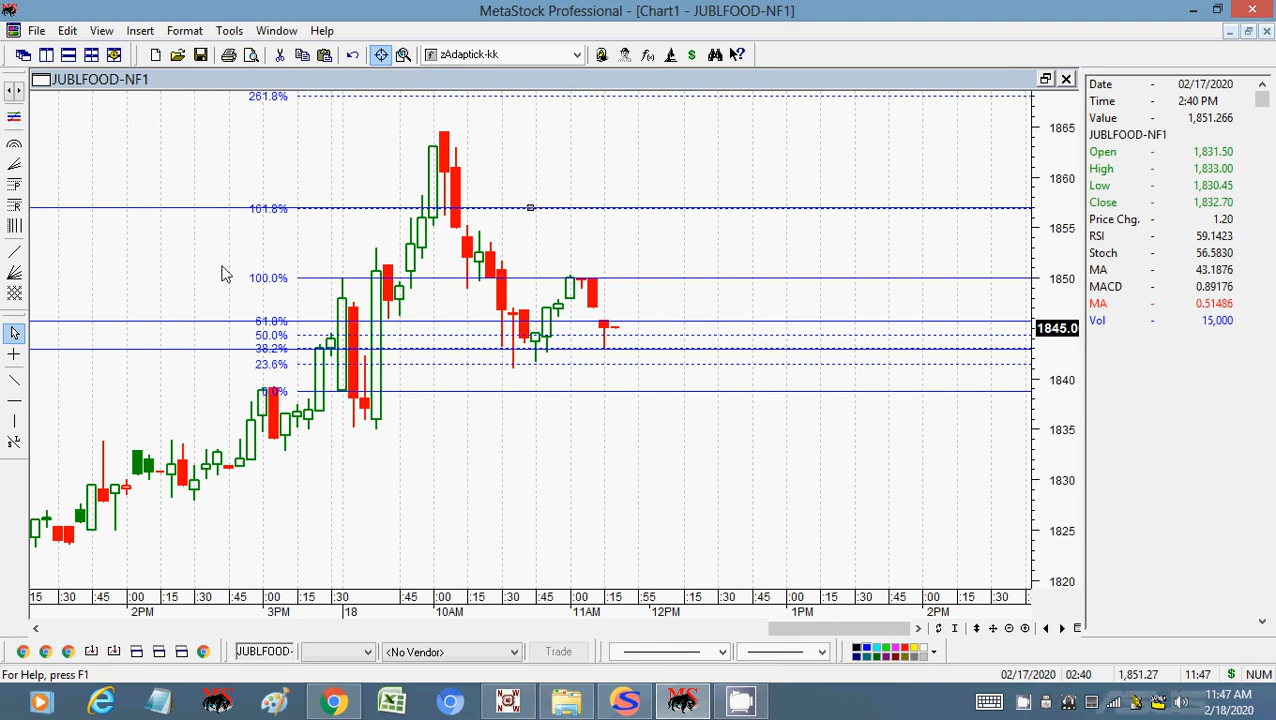 MetaStock Professional - [Chart1 - JUBLFOOD-NF1]
File Edit View Insert Format Tools Window Help
zAdaptick-kk
JUBLFOOD-NF1
261.8%
161.8%
100.0%
61.8%
50.0%
38.2%
23.6%
0.0%
1865
1860
1855
1850
1845.0
1840
1835
1830
1825
1820
:15 :30 :45 :00 :15 :30 :45 :00 :15 :30 :45 :00 :15 :30 :45 :00 :15 :55 :00 :15 :30 :45 :00 :15 :30 :45 :00 :15 :30
2PM 3PM 18 10AM 11AM 12PM 1PM 2PM
Date - 02/17/2020
Time - 2:40 PM
Value - 1,851.266
JUBLFOOD-NF1
Open - 1,831.50
High - 1,833.00
Low - 1,830.45
Close - 1,832.70
Price Chg. - 1.20
RSI - 59.1423
Stoch - 56.5830
MA - 43.1876
MACD - 0.89176
MA - 0.51486
Vol - 15,000
JUBLFOOD- <No Vendor> Trade
For Help, press F1 02/17/2020 02:40 1,851.27 11:47 $ NUM
11:47 AM
2/18/2020